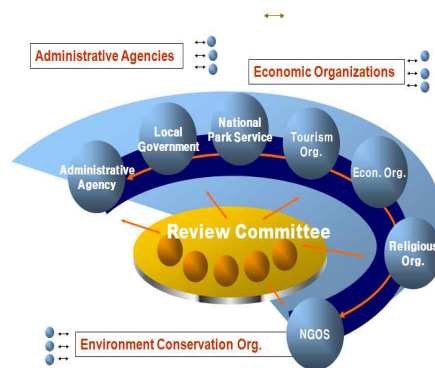 Administrative Agencies
Economic Organizations
National
Park Service
Local
Government
Tourism
Org.
Administrative
Agency
Econ. Org.
Review Committee
Religious
Org.
NGOS
Environment Conservation Org.